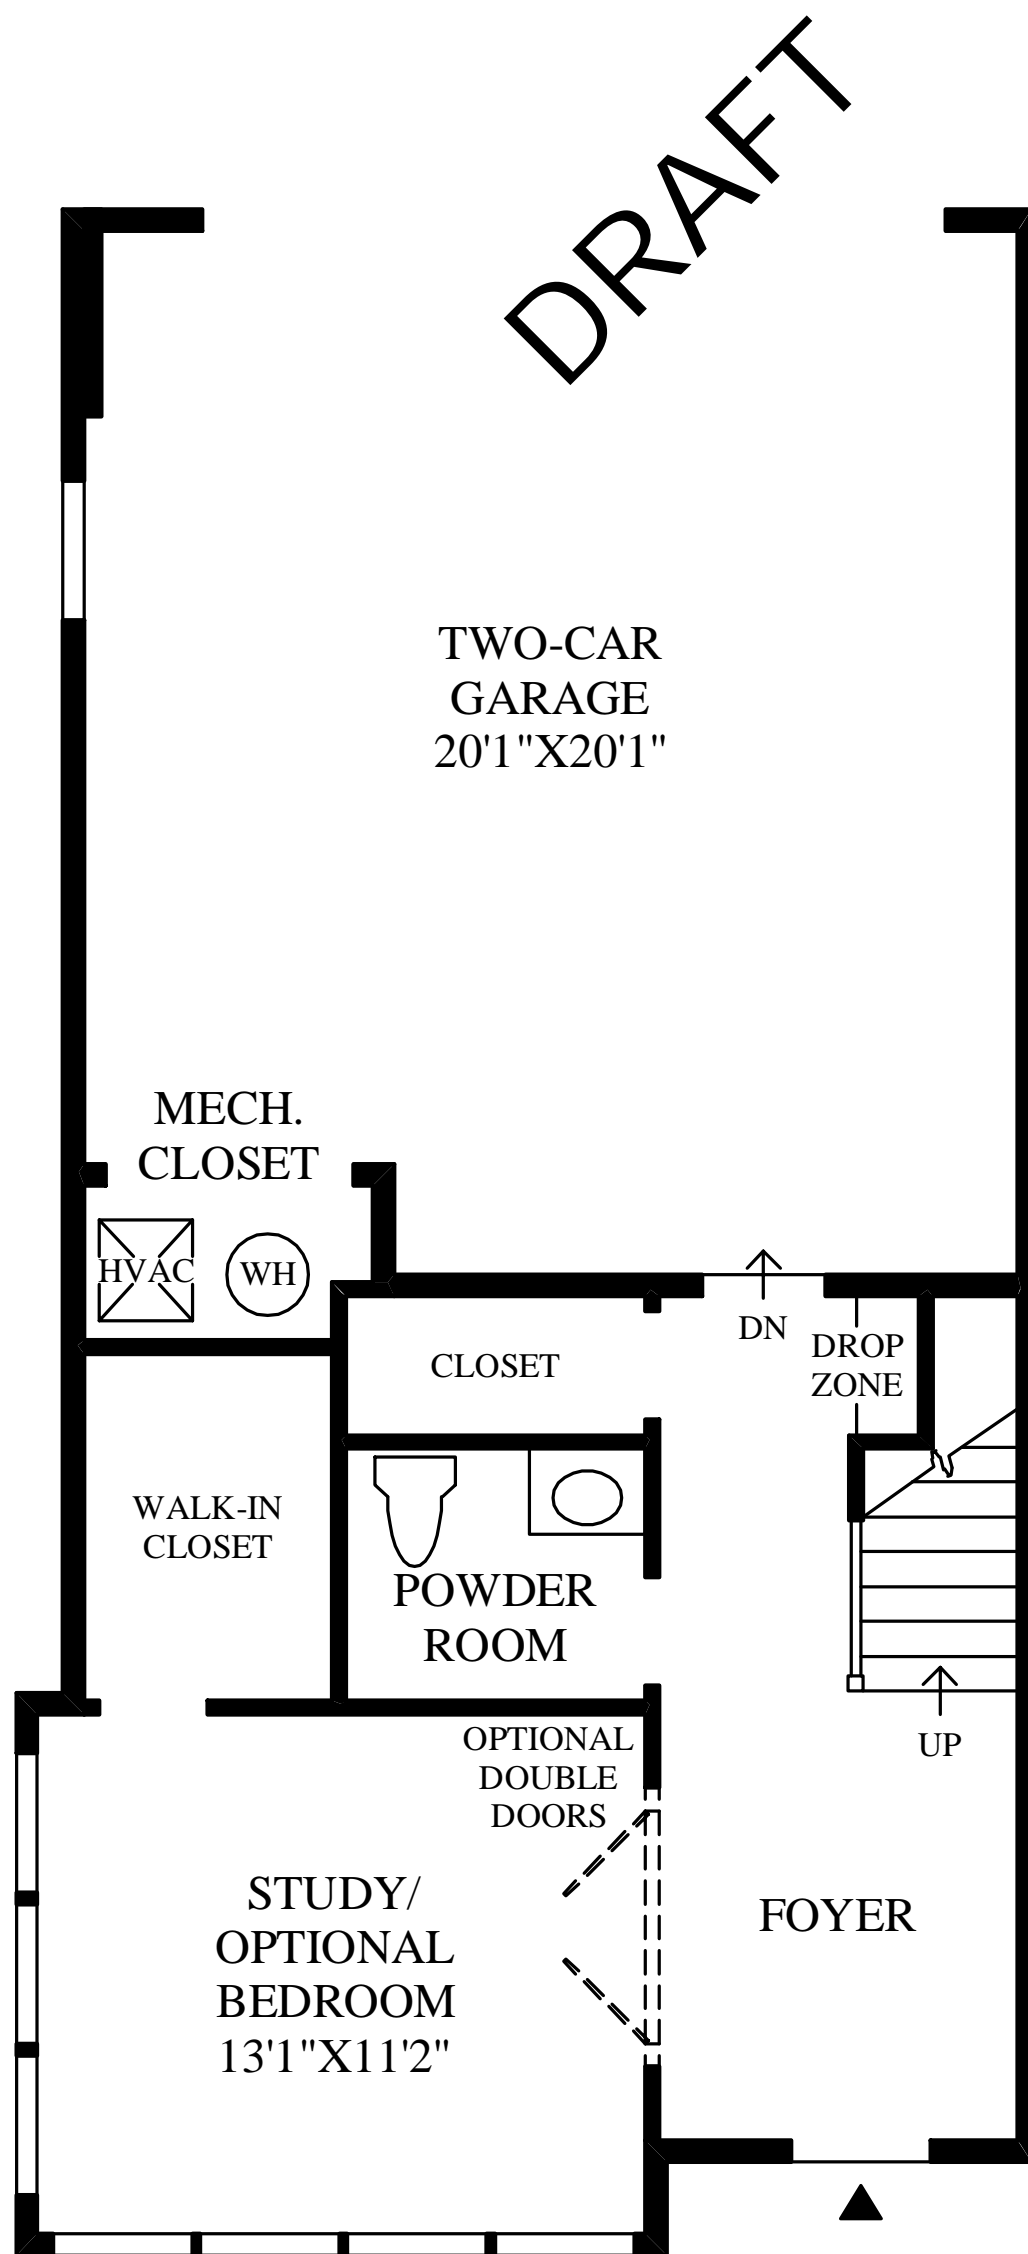 DRAFT
TWO-CAR
GARAGE
20'1"X20'1"
MECH.
CLOSET
HVAC
WH
DN
CLOSET
DROP
ZONE
WALK-IN
CLOSET
POWDER
ROOM
OPTIONAL
DOUBLE
DOORS
UP
STUDY/
OPTIONAL
BEDROOM
13'1"X11'2"
FOYER